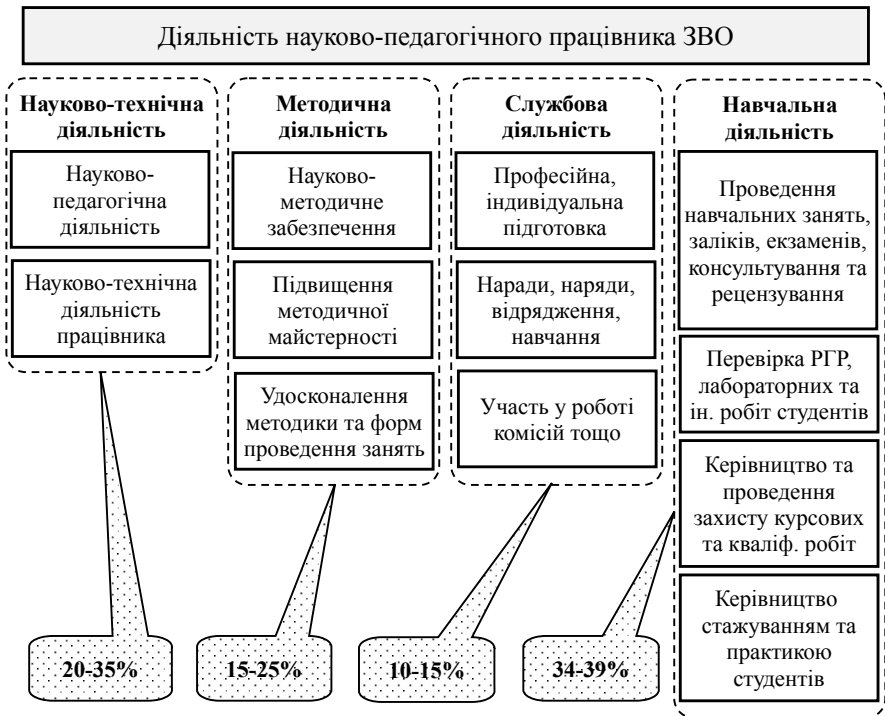 Діяльність науково-педагогічного працівника ЗВО
Науково-технічна
діяльність
Науково-
педагогічна
діяльність
Науково-технічна
діяльність
працівника
Методична
діяльність
Науково-
методичне
забезпечення
Підвищення
методичної
майстерності
Удосконалення
методики та форм
проведення занять
Службова
діяльність
Професійна,
індивідуальна
підготовка
Наради, наряди,
відрядження,
навчання
Участь у роботі
комісій тощо
Навчальна
діяльність
Проведення
навчальних занять,
заліків, екзаменів,
консультування та
рецензування
Перевірка РГР,
лабораторних та
ін. робіт студентів
Керівництво та
проведення
захисту курсових
та кваліф. робіт
Керівництво
стажуванням та
практикою
студентів
20-35%
15-25%
10-15%
34-39%